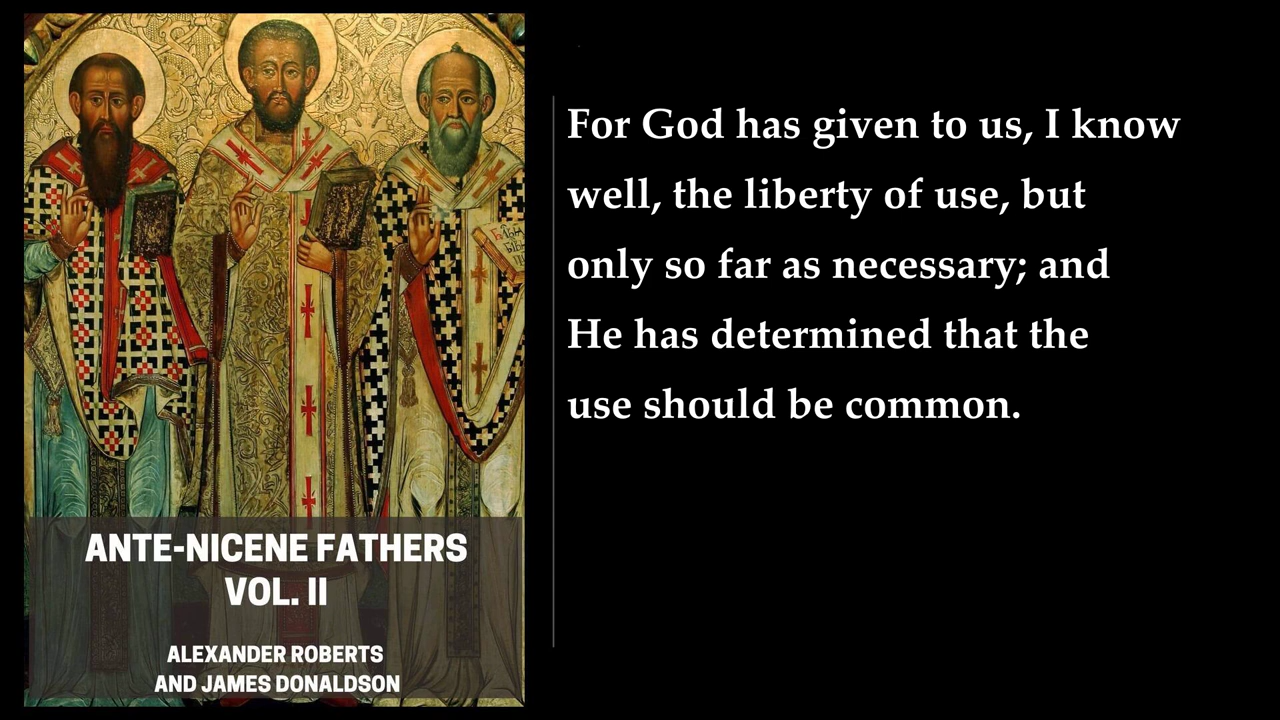 For God has given to us, I know
well, the liberty of use, but
only so far as necessary; and
He has determined that the
use should be common.
ANTE-NICENE FATHERS
VOL. II
ALEXANDER ROBERTS
AND JAMES DONALDSON